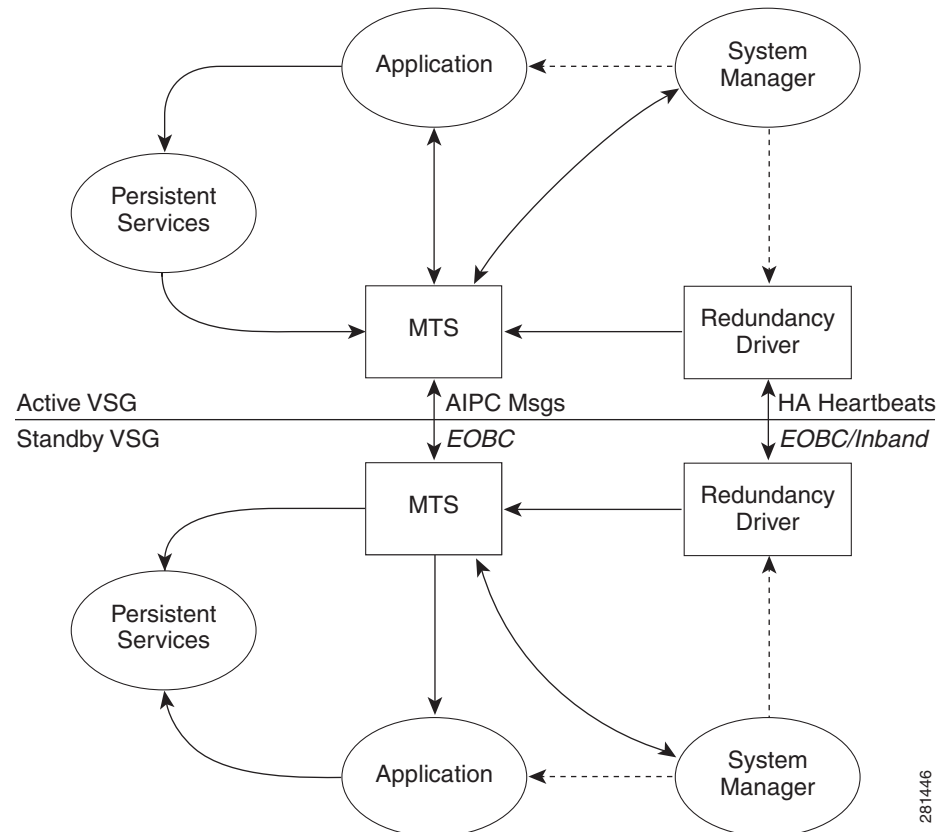 Application
System
Manager
Persistent
Services
MTS
Redundancy
Driver
Active VSG
AIPC Msgs
HA Heartbeats
Standby VSG
EOBC
EOBC/Inband
MTS
Redundancy
Driver
Persistent
Services
Application
System
Manager
281446